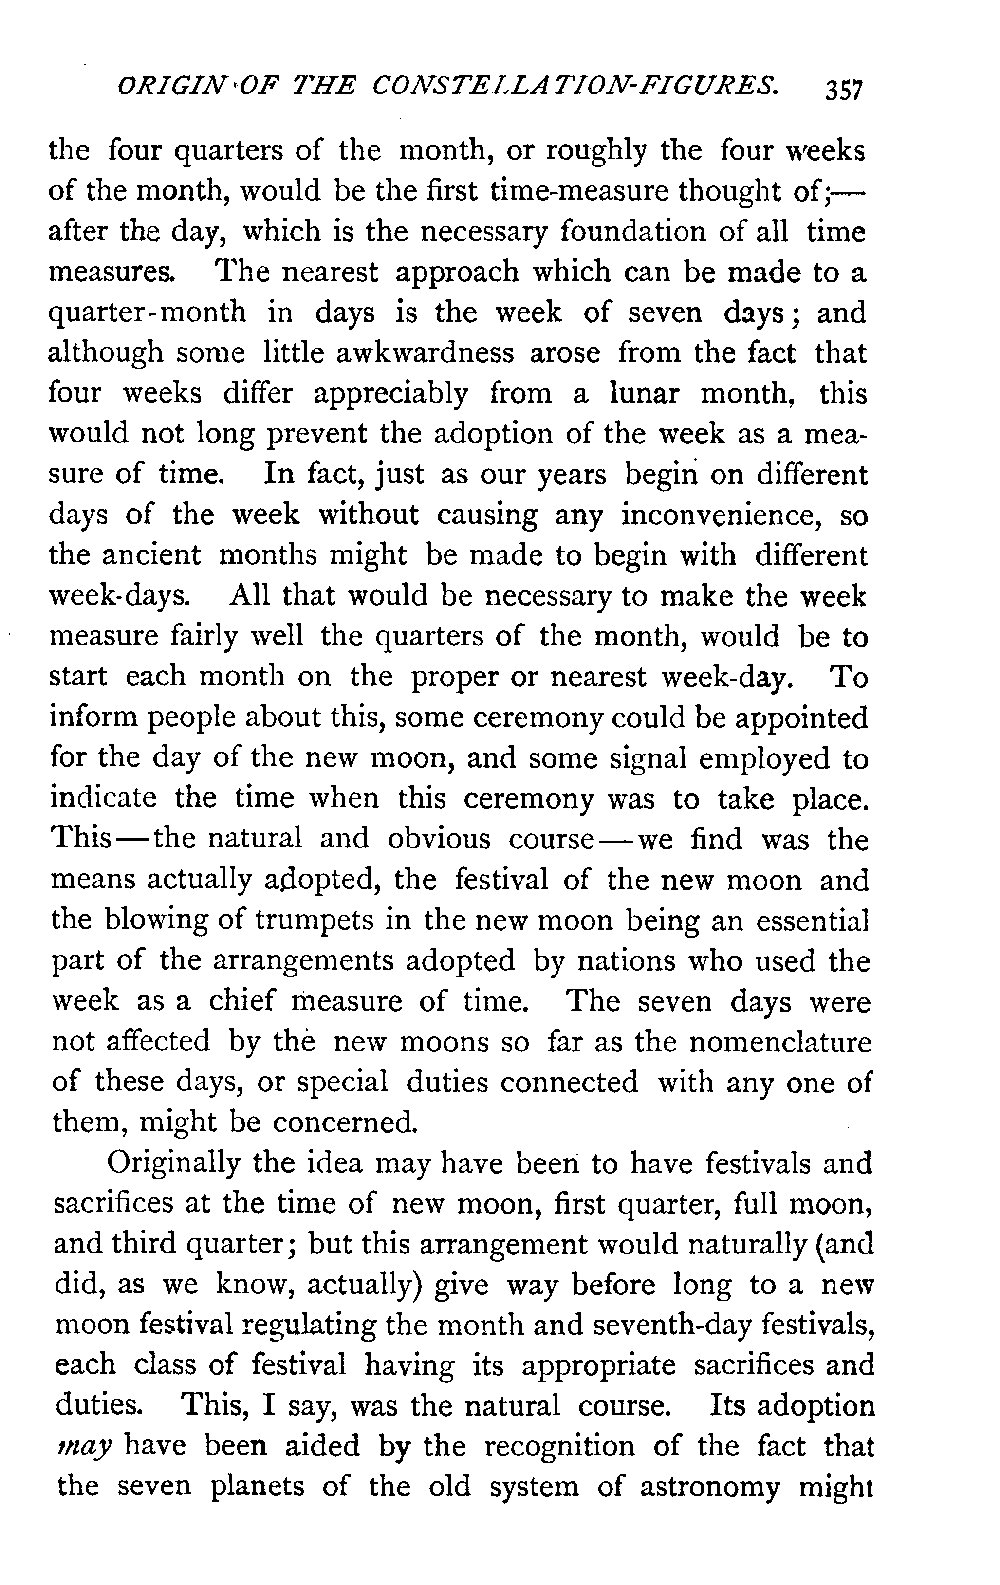 ORIGIN OF THE CONSTELLATION-FIGURES. 357
the four quarters of the month, or roughly the four weeks
of the month, would be the first time-measure thought of;—
after the day, which is the necessary foundation of all time
measures. The nearest approach which can be made to a
quarter-month in days is the week of seven days; and
although some little awkwardness arose from the fact that
four weeks differ appreciably from a lunar month, this
would not long prevent the adoption of the week as a mea-
sure of time. In fact, just as our years begin on different
days of the week without causing any inconvenience, so
the ancient months might be made to begin with different
week-days. All that would be necessary to make the week
measure fairly well the quarters of the month, would be to
start each month on the proper or nearest week-day. To
inform people about this, some ceremony could be appointed
for the day of the new moon, and some signal employed to
indicate the time when this ceremony was to take place.
This—the natural and obvious course—we find was the
means actually adopted, the festival of the new moon and
the blowing of trumpets in the new moon being an essential
part of the arrangements adopted by nations who used the
week as a chief measure of time. The seven days were
not affected by the new moons so far as the nomenclature
of these days, or special duties connected with any one of
them, might be concerned.
Originally the idea may have been to have festivals and
sacrifices at the time of new moon, first quarter, full moon,
and third quarter; but this arrangement would naturally (and
did, as we know, actually) give way before long to a new
moon festival regulating the month and seventh-day festivals,
each class of festival having its appropriate sacrifices and
duties. This, I say, was the natural course. Its adoption
may have been aided by the recognition of the fact that
the seven planets of the old system of astronomy might